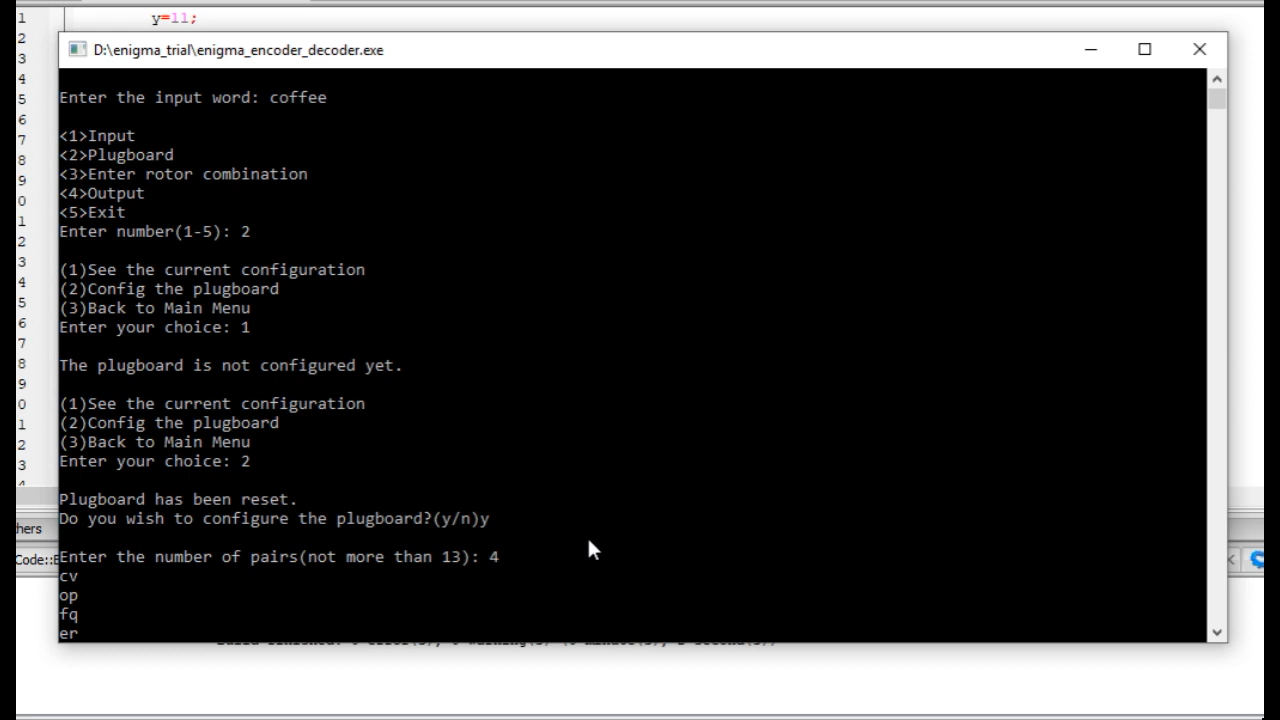 y=11;
D:\enigma_trial\enigma_encoder_decoder.exe
Enter the input word: coffee
<1>Input
<2>Plugboard
<3>Enter rotor combination
<4>Output
<5>Exit
Enter number(1-5): 2
(1)See the current configuration
(2)Config the plugboard
(3)Back to Main Menu
Enter your choice: 1
The plugboard is not configured yet.
(1)See the current configuration
(2)Config the plugboard
(3)Back to Main Menu
Enter your choice: 2
Plugboard has been reset.
Do you wish to configure the plugboard?(y/n)y
Enter the number of pairs(not more than 13): 4
cv
op
fq
er
hers
Code::